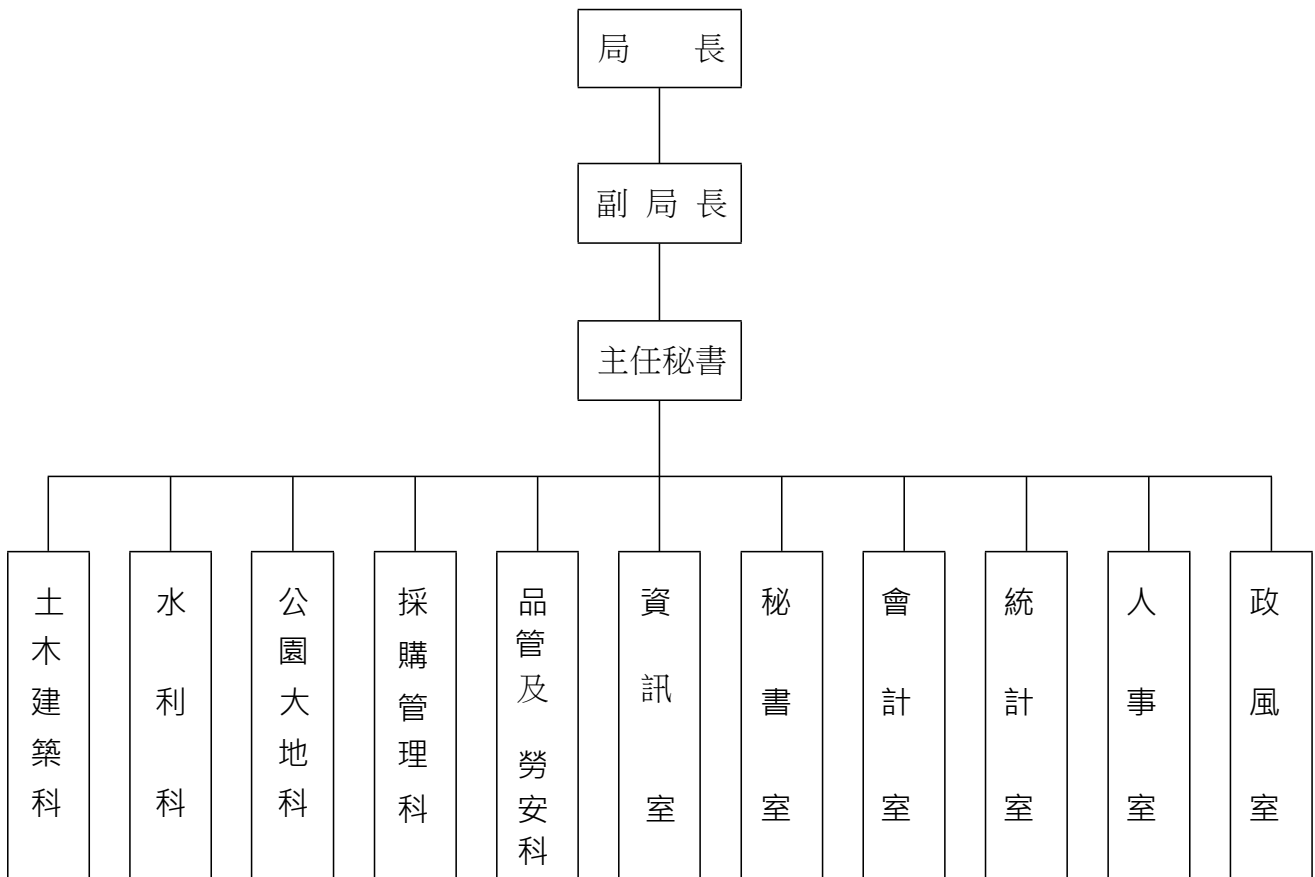 局長
副局長
主任秘書
土木建築科
水利科
公園大地科
採購管理科
品管及勞安科
資訊室
秘書室
會計室
統計室
人事室
政風室